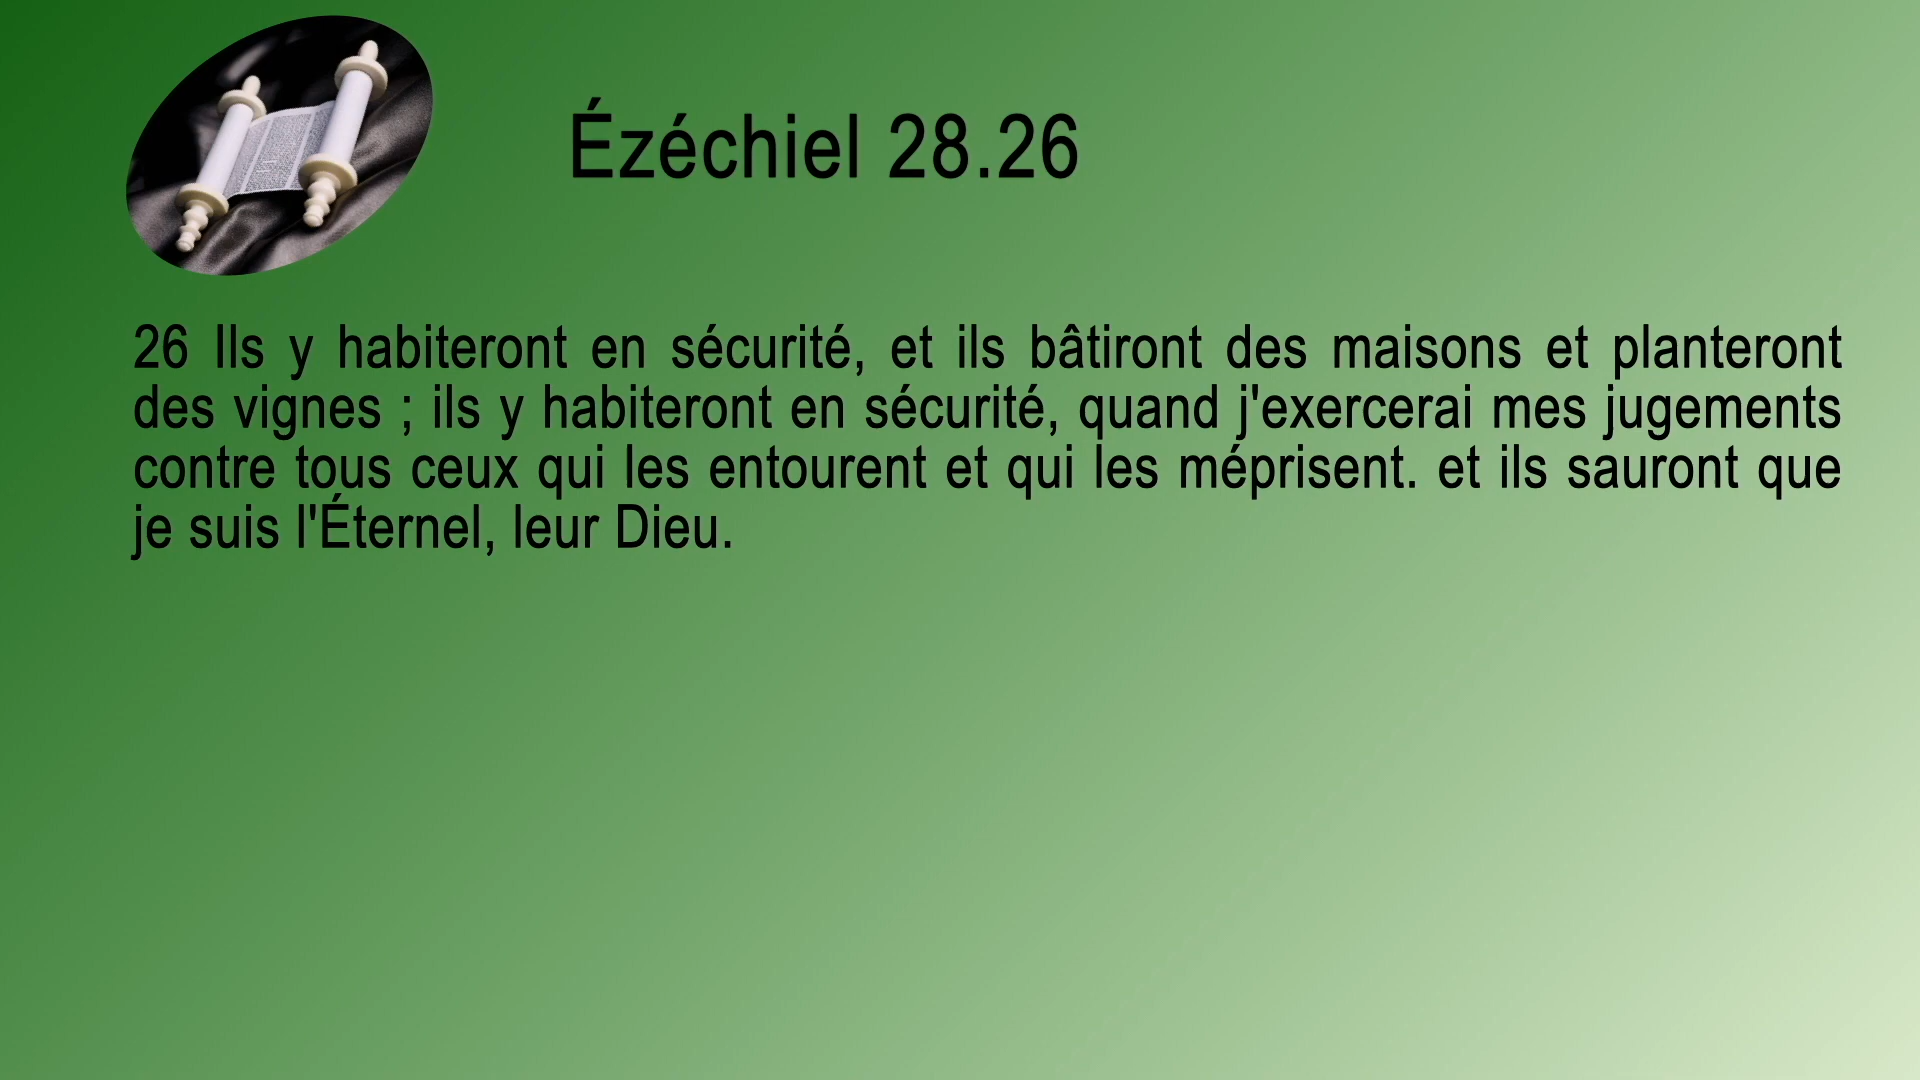 Ézéchiel 28.26
26 Ils y habiteront en sécurité, et ils bâtiront des maisons et planteront
des vignes ; ils y habiteront en sécurité, quand j'exercerai mes jugements
contre tous ceux qui les entourent et qui les méprisent. et ils sauront que
je suis l'Éternel, leur Dieu.